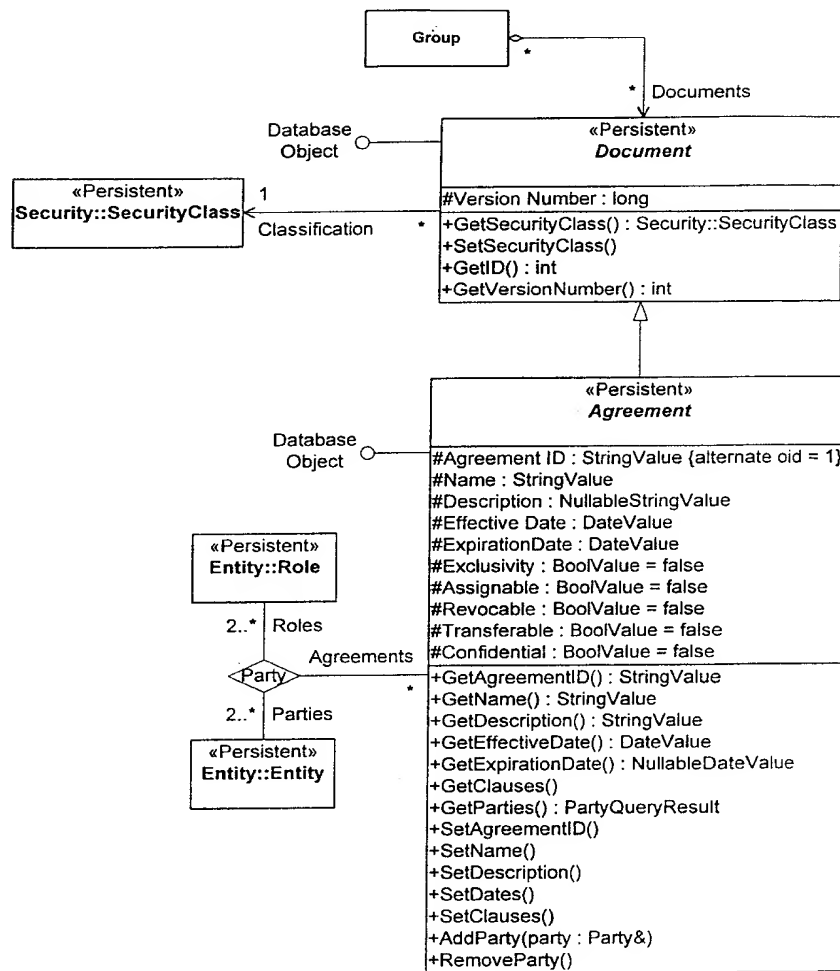 Group
*
* Documents
Database
Object
«Persistent»
Document
#Version Number : long
+GetSecurityClass() : Security::SecurityClass
+SetSecurityClass()
+GetID() : int
+GetVersionNumber() : int
«Persistent»
Security::SecurityClass
1
Classification
*
«Persistent»
Agreement
Database
Object
#Agreement ID : StringValue {alternate oid = 1}
#Name : StringValue
#Description : NullableStringValue
#Effective Date : DateValue
#ExpirationDate : DateValue
#Exclusivity : BoolValue = false
#Assignable : BoolValue = false
#Revocable : BoolValue = false
#Transferable : BoolValue = false
#Confidential : BoolValue = false
+GetAgreementID() : StringValue
+GetName() : StringValue
+GetDescription() : StringValue
+GetEffectiveDate() : DateValue
+GetExpirationDate() : NullableDateValue
+GetClauses()
+GetParties() : PartyQueryResult
+SetAgreementID()
+SetName()
+SetDescription()
+SetDates()
+SetClauses()
+AddParty(party : Party&)
+RemoveParty()
«Persistent»
Entity::Role
2..* Roles
Party
Agreements
*
2..* Parties
«Persistent»
Entity::Entity